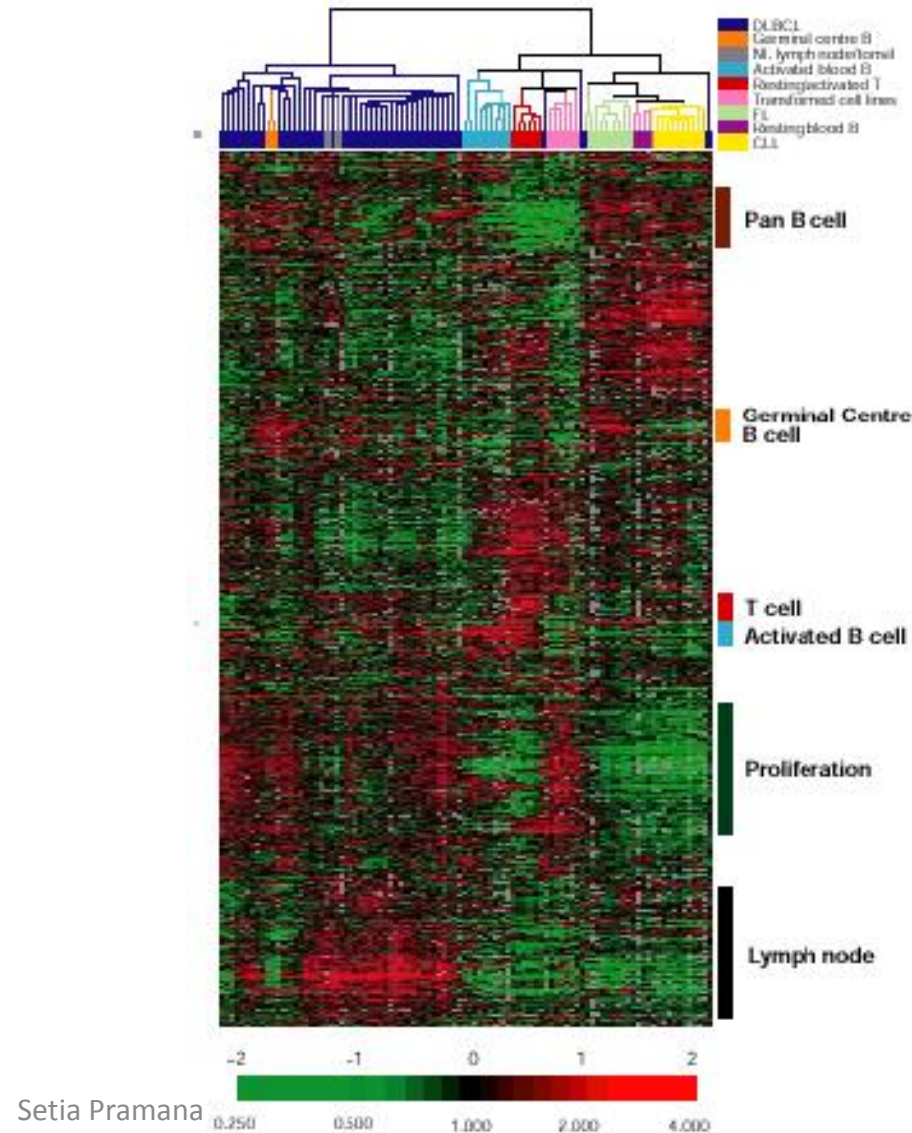 DLBCL
Germinal centre B
Nl. lymph node/tonsil
Activated blood B
Resting/activated T
Transformed cell lines
FL
Resting blood B
CLL
Pan B cell
Germinal Centre
B cell
T cell
Activated B cell
Proliferation
Lymph node
-2 -1 0 1 2
0.250 0.500 1.000 2.000 4.000
Setia Pramana